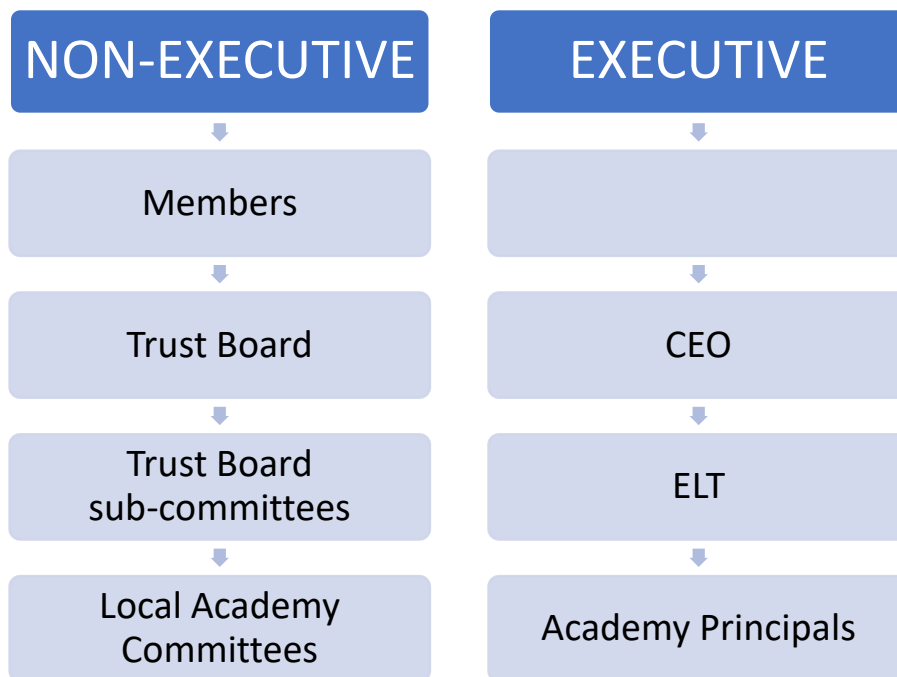 NON-EXECUTIVE
Members
Trust Board
Trust Board
sub-committees
Local Academy
Committees
EXECUTIVE
CEO
ELT
Academy Principals